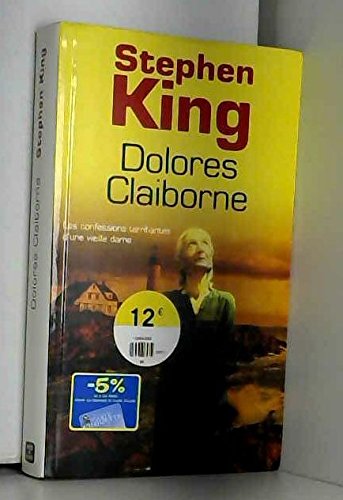 Stephen
King
Dolores
Claiborne
Les confessions terrifiantes
d'une vieille dame
12 €
-5%
Dolores Claiborne Stephen King